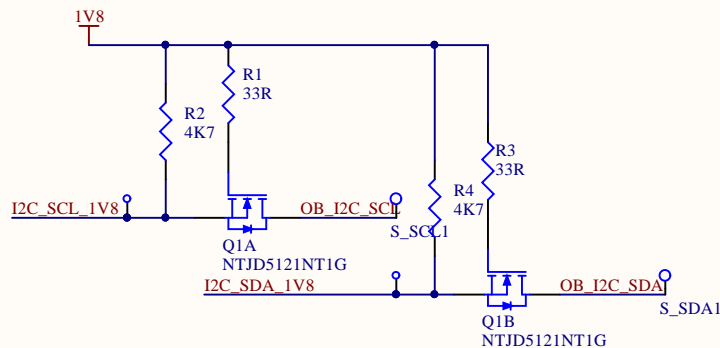 1V8
R1
33R
R2
4K7
R3
33R
R4
4K7
I2C_SCL_1V8
OB_I2C_SCL
S_SCL1
Q1A
NTJD5121NT1G
I2C_SDA_1V8
OB_I2C_SDA
S_SDA1
Q1B
NTJD5121NT1G